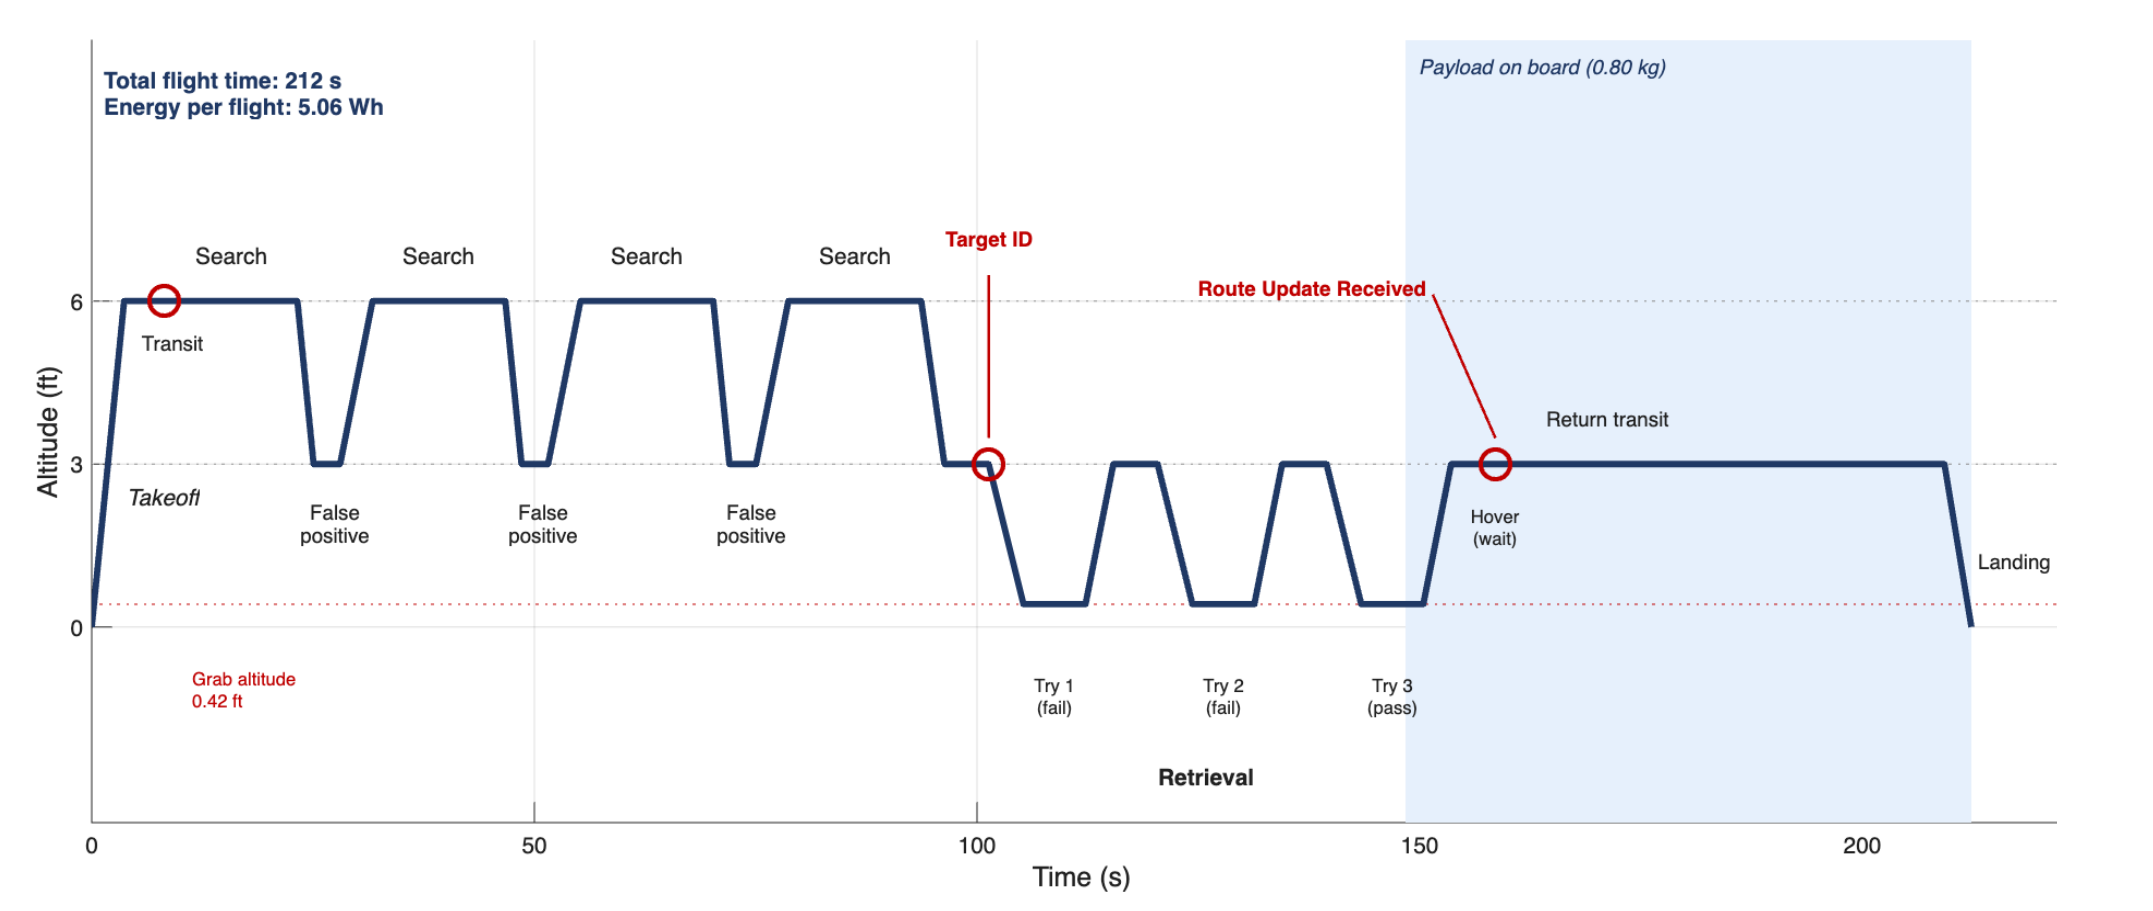 Total flight time: 212 s
Energy per flight: 5.06 Wh
Payload on board (0.80 kg)
Target ID
Search
Search
Search
Search
Route Update Received
6
Transit
Return transit
Altitude (ft)
3
Takeoff
False
positive
False
positive
False
positive
Hover
(wait)
Landing
0
Grab altitude
0.42 ft
Try 1
(fail)
Try 2
(fail)
Try 3
(pass)
Retrieval
0
50
100
150
200
Time (s)